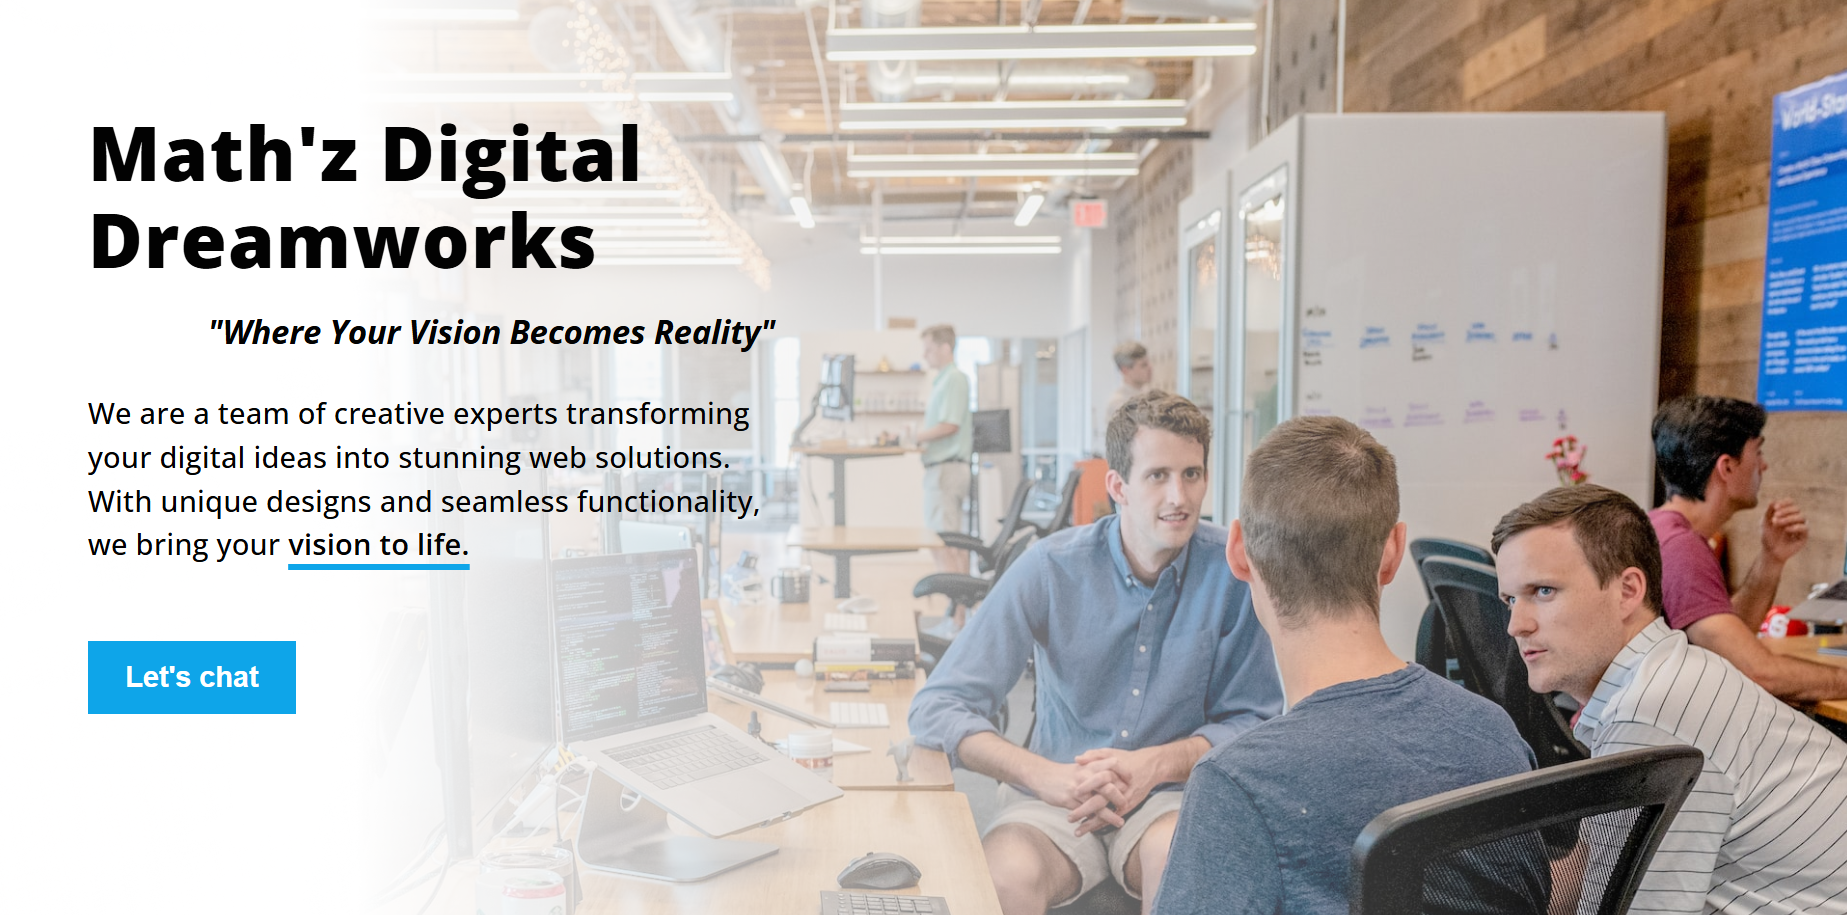 Math'z Digital
Dreamworks
"Where Your Vision Becomes Reality"
We are a team of creative experts transforming
your digital ideas into stunning web solutions.
With unique designs and seamless functionality,
we bring your vision to life.
Let's chat